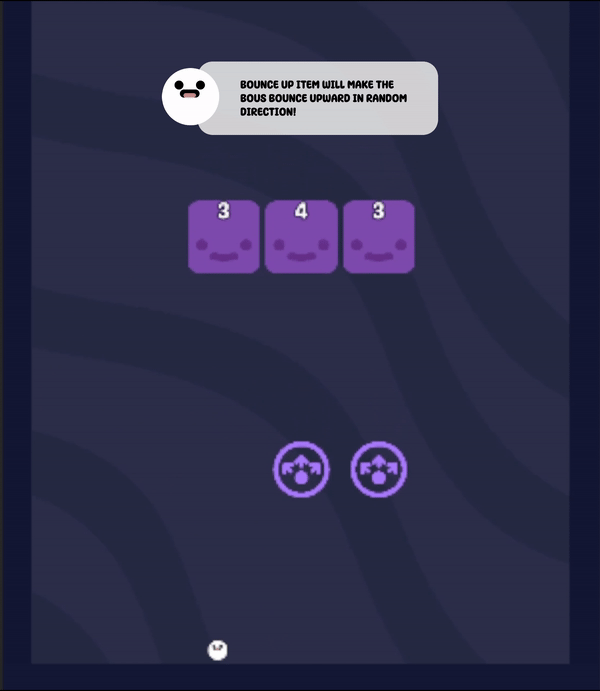 BOUNCE UP ITEM WILL MAKE THE
BOUS BOUNCE UPWARD IN RANDOM
DIRECTION!
3 4 3